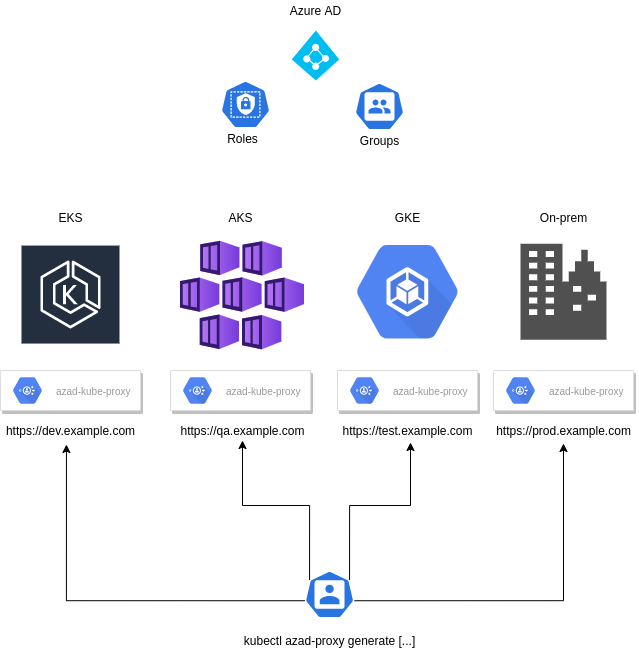 Azure AD
Roles
Groups
EKS
AKS
GKE
On-prem
K
azad-kube-proxy
azad-kube-proxy
azad-kube-proxy
azad-kube-proxy
https://dev.example.com
https://qa.example.com
https://test.example.com
https://prod.example.com
kubectl azad-proxy generate [...]